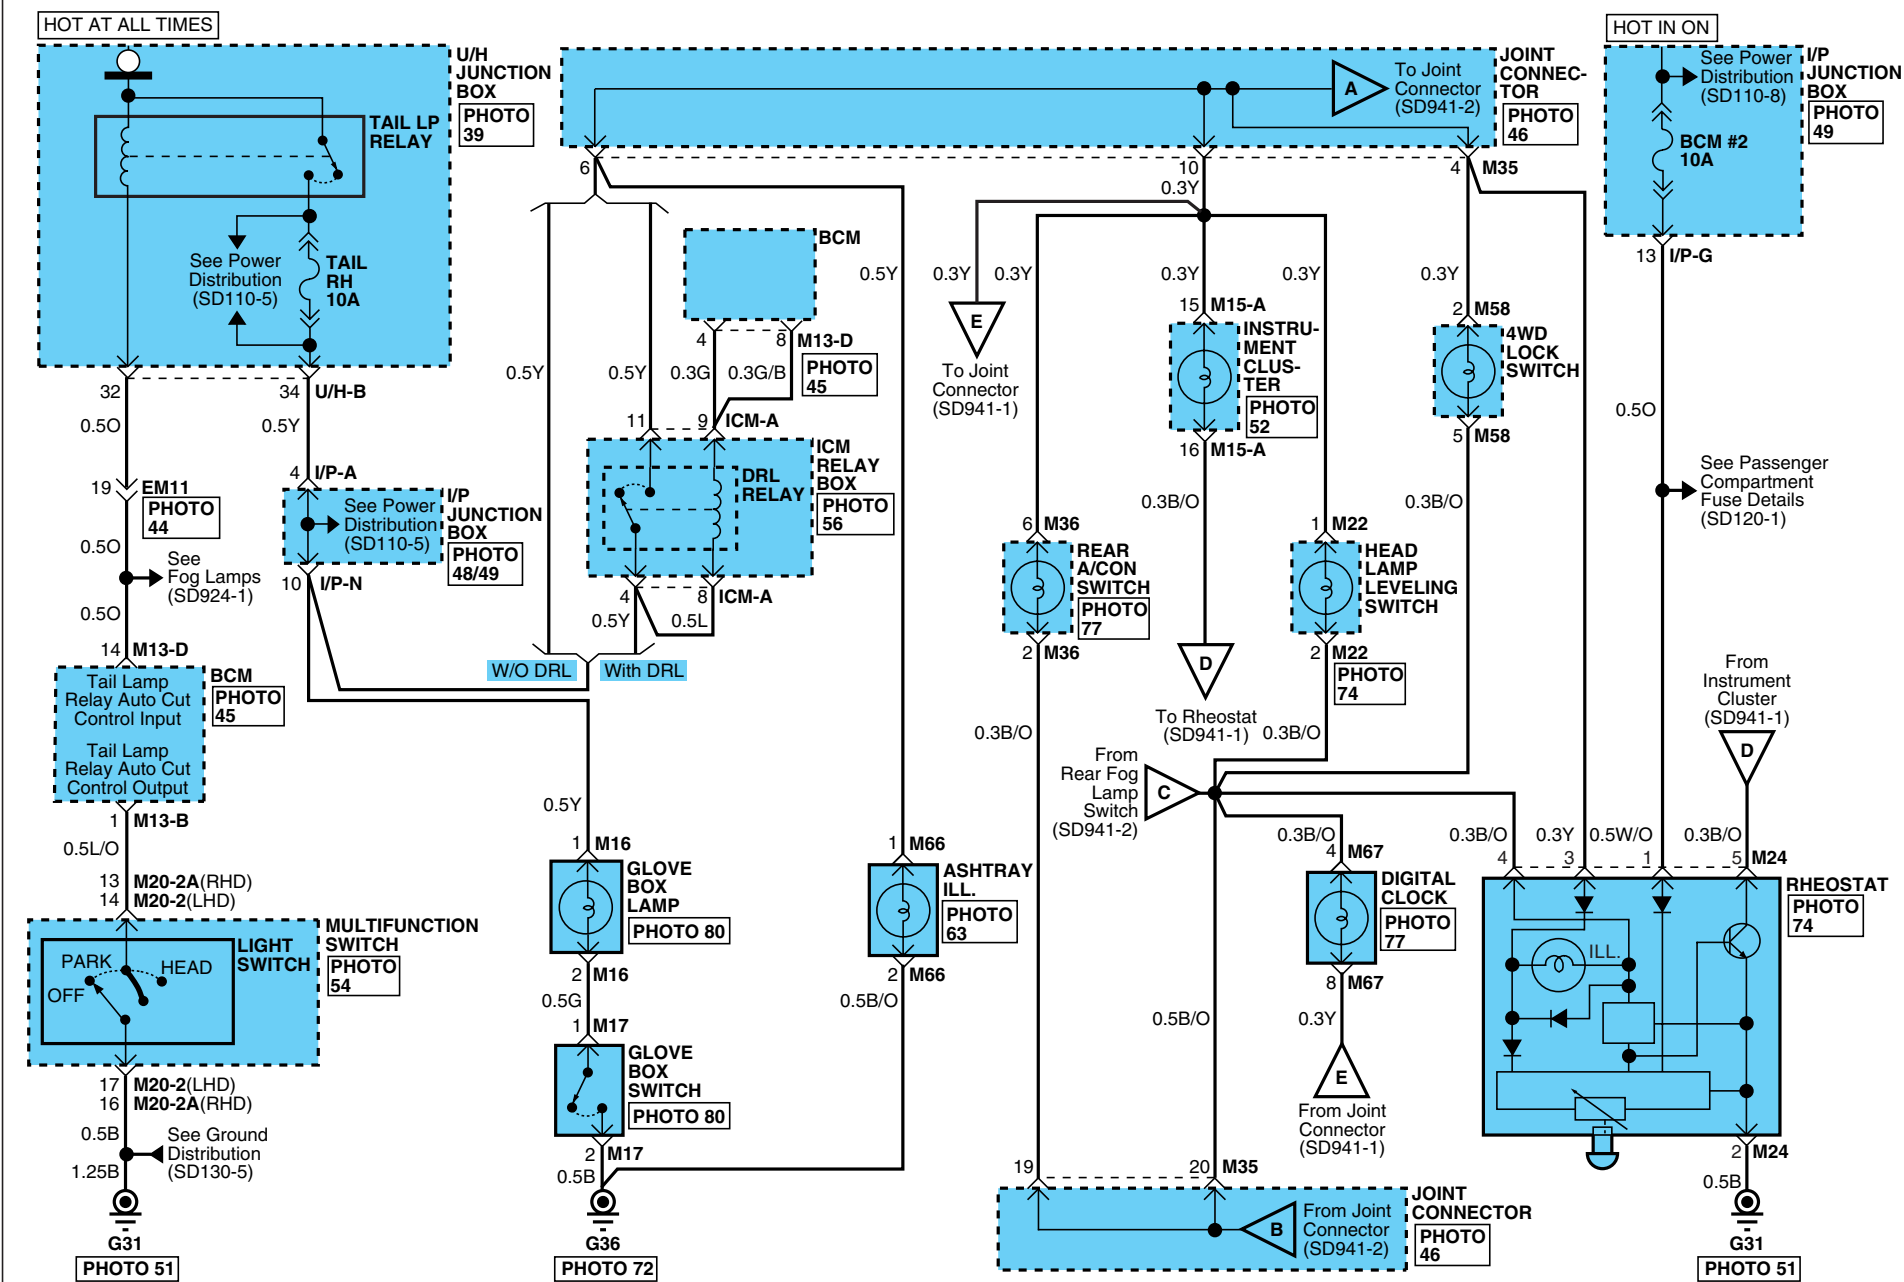 HOT AT ALL TIMES
U/H
JUNCTION
BOX
PHOTO
39
TAIL LP
RELAY
See Power
Distribution
(SD110-5)
TAIL
RH
10A
32
34 U/H-B
0.5O
0.5Y
19 EM11
PHOTO
44
0.5O
See
Fog Lamps
(SD924-1)
0.5O
14 M13-D
Tail Lamp
Relay Auto Cut
Control Input
Tail Lamp
Relay Auto Cut
Control Output
BCM
PHOTO
45
1 M13-B
0.5L/O
13 M20-2A(RHD)
14 M20-2(LHD)
MULTIFUNCTION
SWITCH
PHOTO
54
LIGHT
SWITCH
PARK
HEAD
OFF
17 M20-2(LHD)
16 M20-2A(RHD)
0.5B
See Ground
Distribution
(SD130-5)
1.25B
G31
PHOTO 51
4 I/P-A
See Power
Distribution
(SD110-5)
I/P
JUNCTION
BOX
PHOTO
48/49
10 I/P-N
JOINT
CONNEC-
TOR
PHOTO
46
A
To Joint
Connector
(SD941-2)
6
10
4 M35
0.3Y
BCM
4
8 M13-D
PHOTO
45
0.5Y
0.5Y
0.3G
0.3G/B
0.5Y
11
9 ICM-A
ICM
RELAY
BOX
PHOTO
56
DRL
RELAY
4
8 ICM-A
0.5Y
0.5L
W/O DRL
With DRL
0.5Y
1 M16
GLOVE
BOX
LAMP
PHOTO 80
2 M16
0.5G
1 M17
GLOVE
BOX
SWITCH
PHOTO 80
2 M17
0.5B
G36
PHOTO 72
1 M66
ASHTRAY
ILL.
PHOTO
63
2 M66
0.5B/O
0.3Y
0.3Y
0.3Y
0.3Y
0.3Y
E
To Joint
Connector
(SD941-1)
15 M15-A
INSTRU-
MENT
CLUS-
TER
PHOTO
52
16 M15-A
0.3B/O
2 M58
4WD
LOCK
SWITCH
5 M58
0.3B/O
6 M36
REAR
A/CON
SWITCH
PHOTO
77
2 M36
0.3B/O
1 M22
HEAD
LAMP
LEVELING
SWITCH
2 M22
PHOTO
74
D
To Rheostat
(SD941-1)
0.3B/O
From
Rear Fog
Lamp
Switch
(SD941-2)
C
0.3B/O
4 M67
DIGITAL
CLOCK
PHOTO
77
8 M67
0.3Y
E
From Joint
Connector
(SD941-1)
0.5B/O
19
20 M35
B
From Joint
Connector
(SD941-2)
JOINT
CONNECTOR
PHOTO
46
HOT IN ON
See Power
Distribution
(SD110-8)
I/P
JUNCTION
BOX
PHOTO
49
BCM #2
10A
13 I/P-G
0.5O
See Passenger
Compartment
Fuse Details
(SD120-1)
From
Instrument
Cluster
(SD941-1)
D
0.3B/O
0.3Y
0.5W/O
0.3B/O
4
3
1
5 M24
RHEOSTAT
PHOTO
74
ILL.
2 M24
0.5B
G31
PHOTO 51